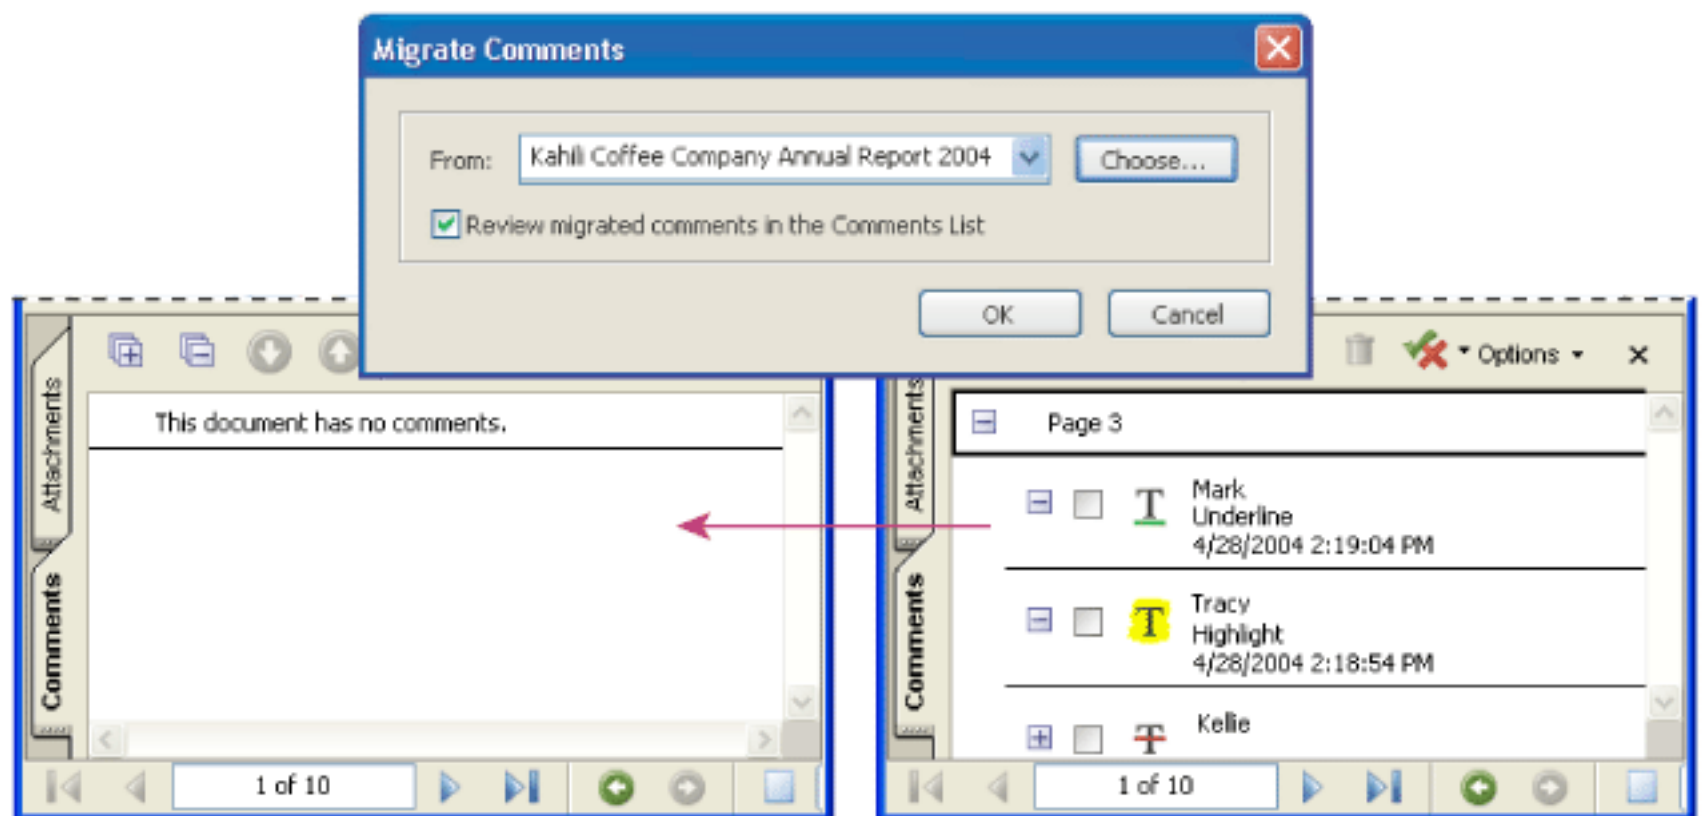 Migrate Comments
From: Kahili Coffee Company Annual Report 2004 Choose...
Review migrated comments in the Comments List
OK Cancel
Attachments
Comments
This document has no comments.
1 of 10
Options
Attachments
Comments
Page 3
Mark
Underline
4/28/2004 2:19:04 PM
Tracy
Highlight
4/28/2004 2:18:54 PM
Kellie
1 of 10